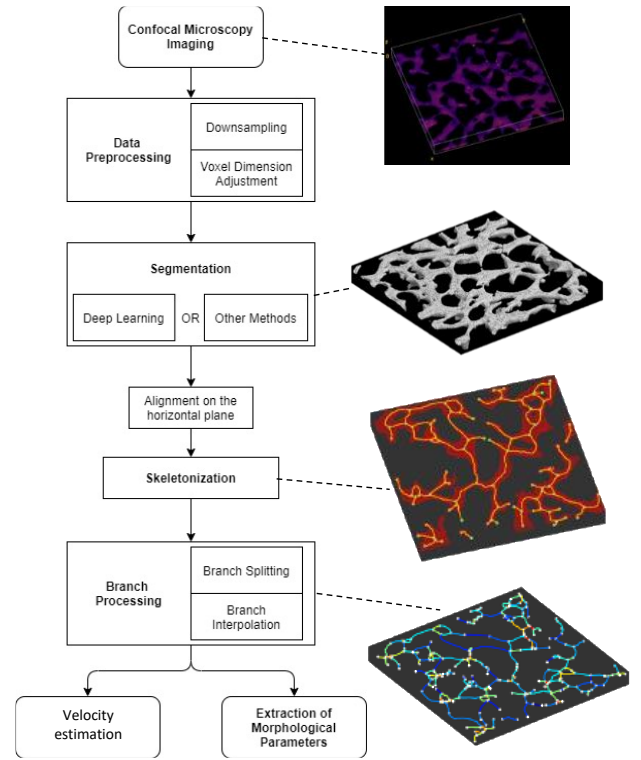 Confocal Microscopy
Imaging
Data
Preprocessing
Downsampling
Voxel Dimension
Adjustment
Segmentation
Deep Learning
OR
Other Methods
Alignment on the
horizontal plane
Skeletonization
Branch
Processing
Branch Splitting
Branch
Interpolation
Velocity
estimation
Extraction of
Morphological
Parameters